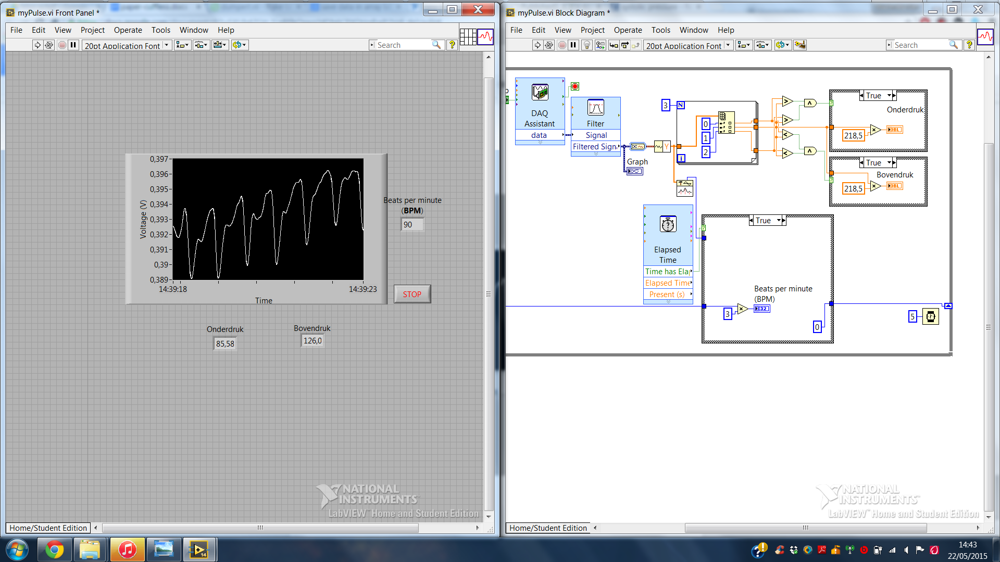 myPulse.vi Front Panel *
File Edit View Project Operate Tools Window Help
20pt Application Font
Search
0,397
0,396
0,395
0,394
0,393
0,392
0,391
0,39
0,389
Voltage (V)
14:39:18
14:39:23
Time
Beats per minute
(BPM)
90
STOP
Onderdruk
85,58
Bovendruk
126,0
NATIONAL
INSTRUMENTS
LabVIEW™ Home and Student Edition
Home/Student Edition
myPulse.vi Block Diagram *
File Edit View Project Operate Tools Window Help
20pt Application Font
Search
DAQ
Assistant
data
Filter
Signal
Filtered Sign
Graph
3
N
0
1
2
i
Y
True
Onderdruk
218,5
DBL
True
Bovendruk
218,5
DBL
Elapsed
Time
Time has Ela
Elapsed Time
Present (s)
True
Beats per minute
(BPM)
3
I32
0
5
NATIONAL
INSTRUMENTS
LabVIEW™ Home and Student Edition
Home/Student Edition
14
14:43
22/05/2015